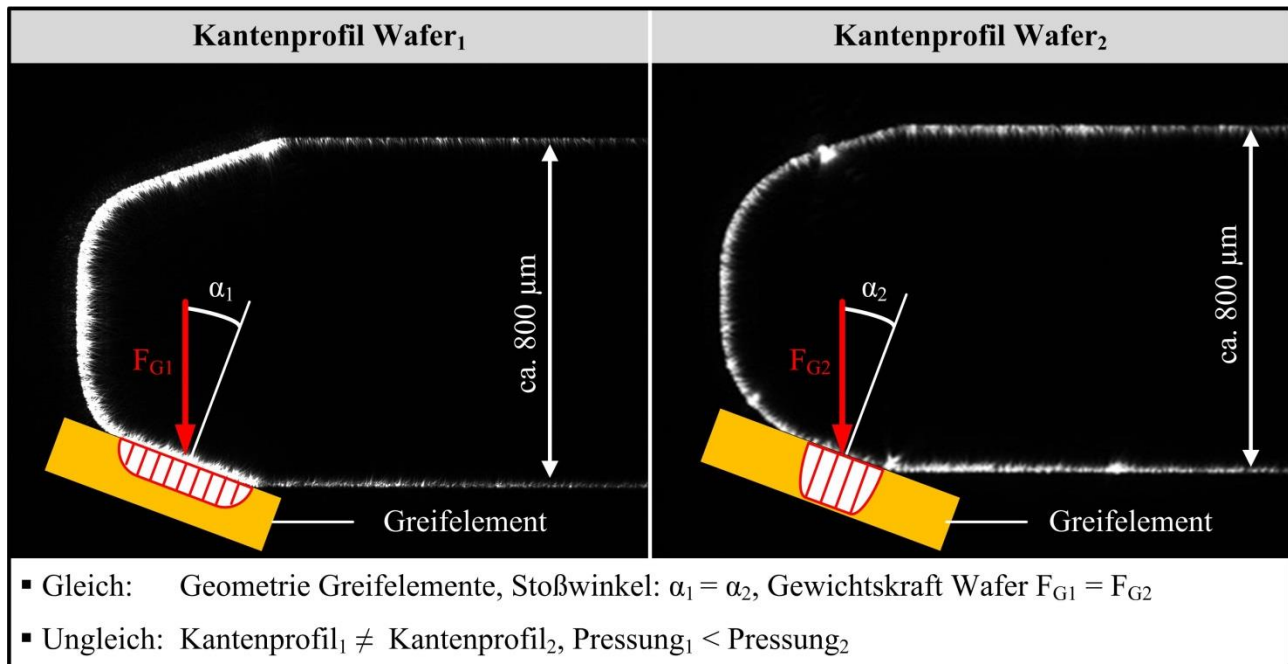 Kantenprofil Wafer₁
Kantenprofil Wafer₂
α₁
F_G1
ca. 800 µm
Greifelement
α₂
F_G2
ca. 800 µm
Greifelement
▪ Gleich: Geometrie Greifelemente, Stoßwinkel: α₁ = α₂, Gewichtskraft Wafer F_G1 = F_G2
▪ Ungleich: Kantenprofil₁ ≠ Kantenprofil₂, Pressung₁ < Pressung₂